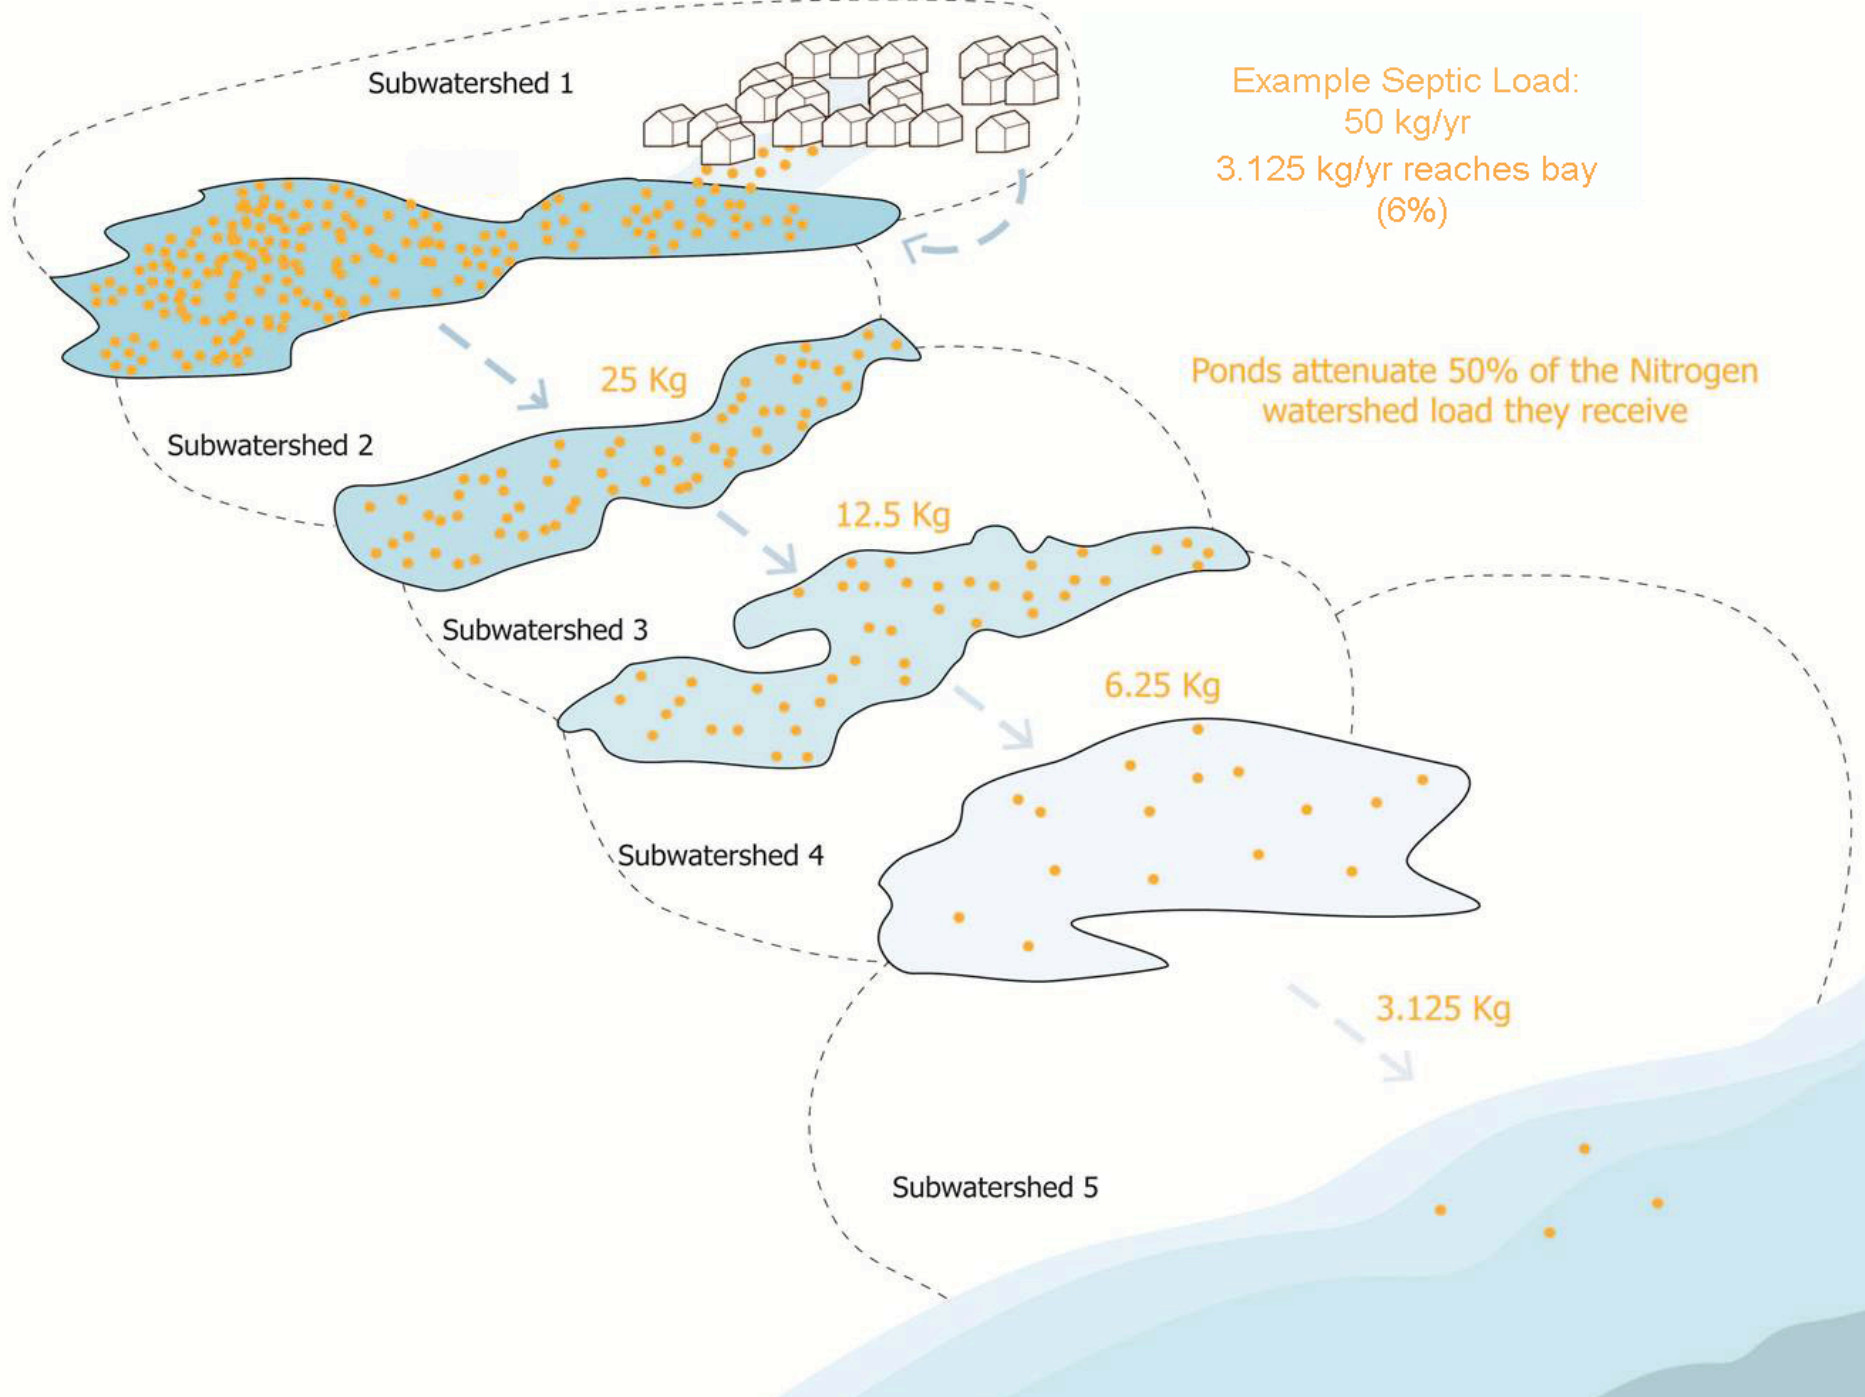 Subwatershed 1
Example Septic Load:
50 kg/yr
3.125 kg/yr reaches bay
(6%)
25 Kg
Ponds attenuate 50% of the Nitrogen
watershed load they receive
Subwatershed 2
12.5 Kg
Subwatershed 3
6.25 Kg
Subwatershed 4
3.125 Kg
Subwatershed 5